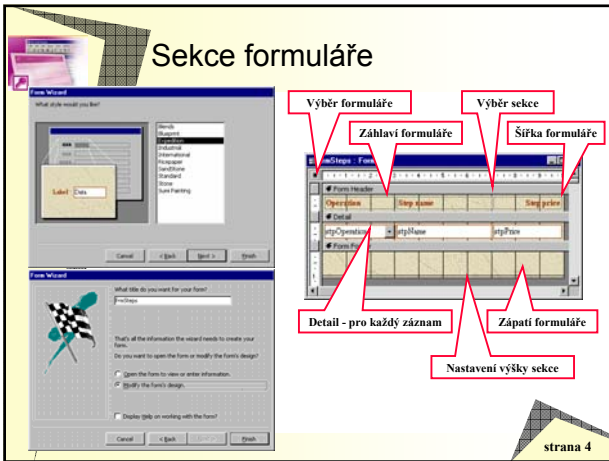 Sekce formuláře
Form Wizard
What style would you like?
Blends
Blueprint
Expedition
Industrial
International
Ricepaper
SandStone
Standard
Stone
Sumi Painting
Label
Data
Cancel
< Back
Next >
Finish
Form Wizard
What title do you want for your form?
frmSteps
That's all the information the wizard needs to create your
form.
Do you want to open the form or modify the form's design?
Open the form to view or enter information.
Modify the form's design.
Display Help on working with the form?
Cancel
< Back
Finish
Výběr formuláře
Výběr sekce
Záhlaví formuláře
Šířka formuláře
Form Header
Operation
Step name
Step price
Detail
stpOperation
stpName
stpPrice
Detail - pro každý záznam
Zápatí formuláře
Nastavení výšky sekce
strana 4